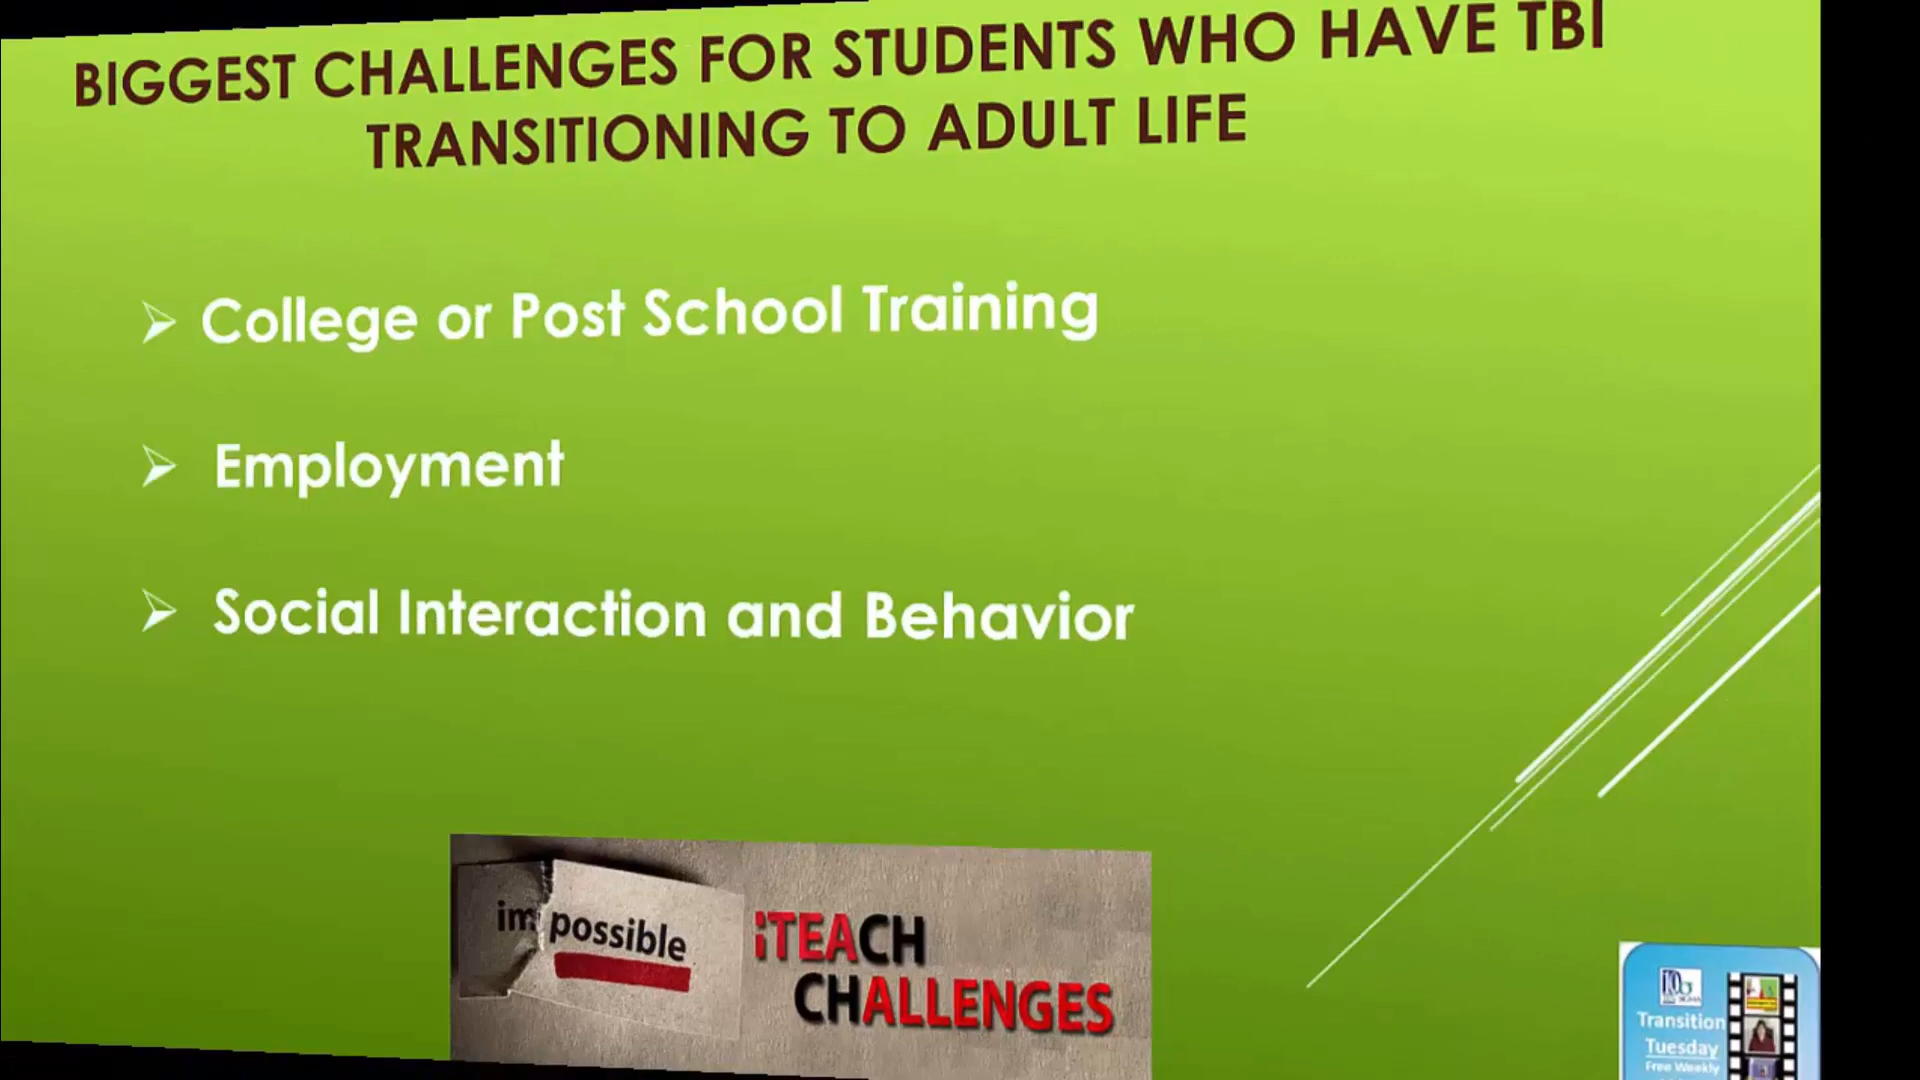 BIGGEST CHALLENGES FOR STUDENTS WHO HAVE TBI
TRANSITIONING TO ADULT LIFE
College or Post School Training
Employment
Social Interaction and Behavior
impossible
iTEACH
CHALLENGES
Transition
Tuesday
Free Weekly